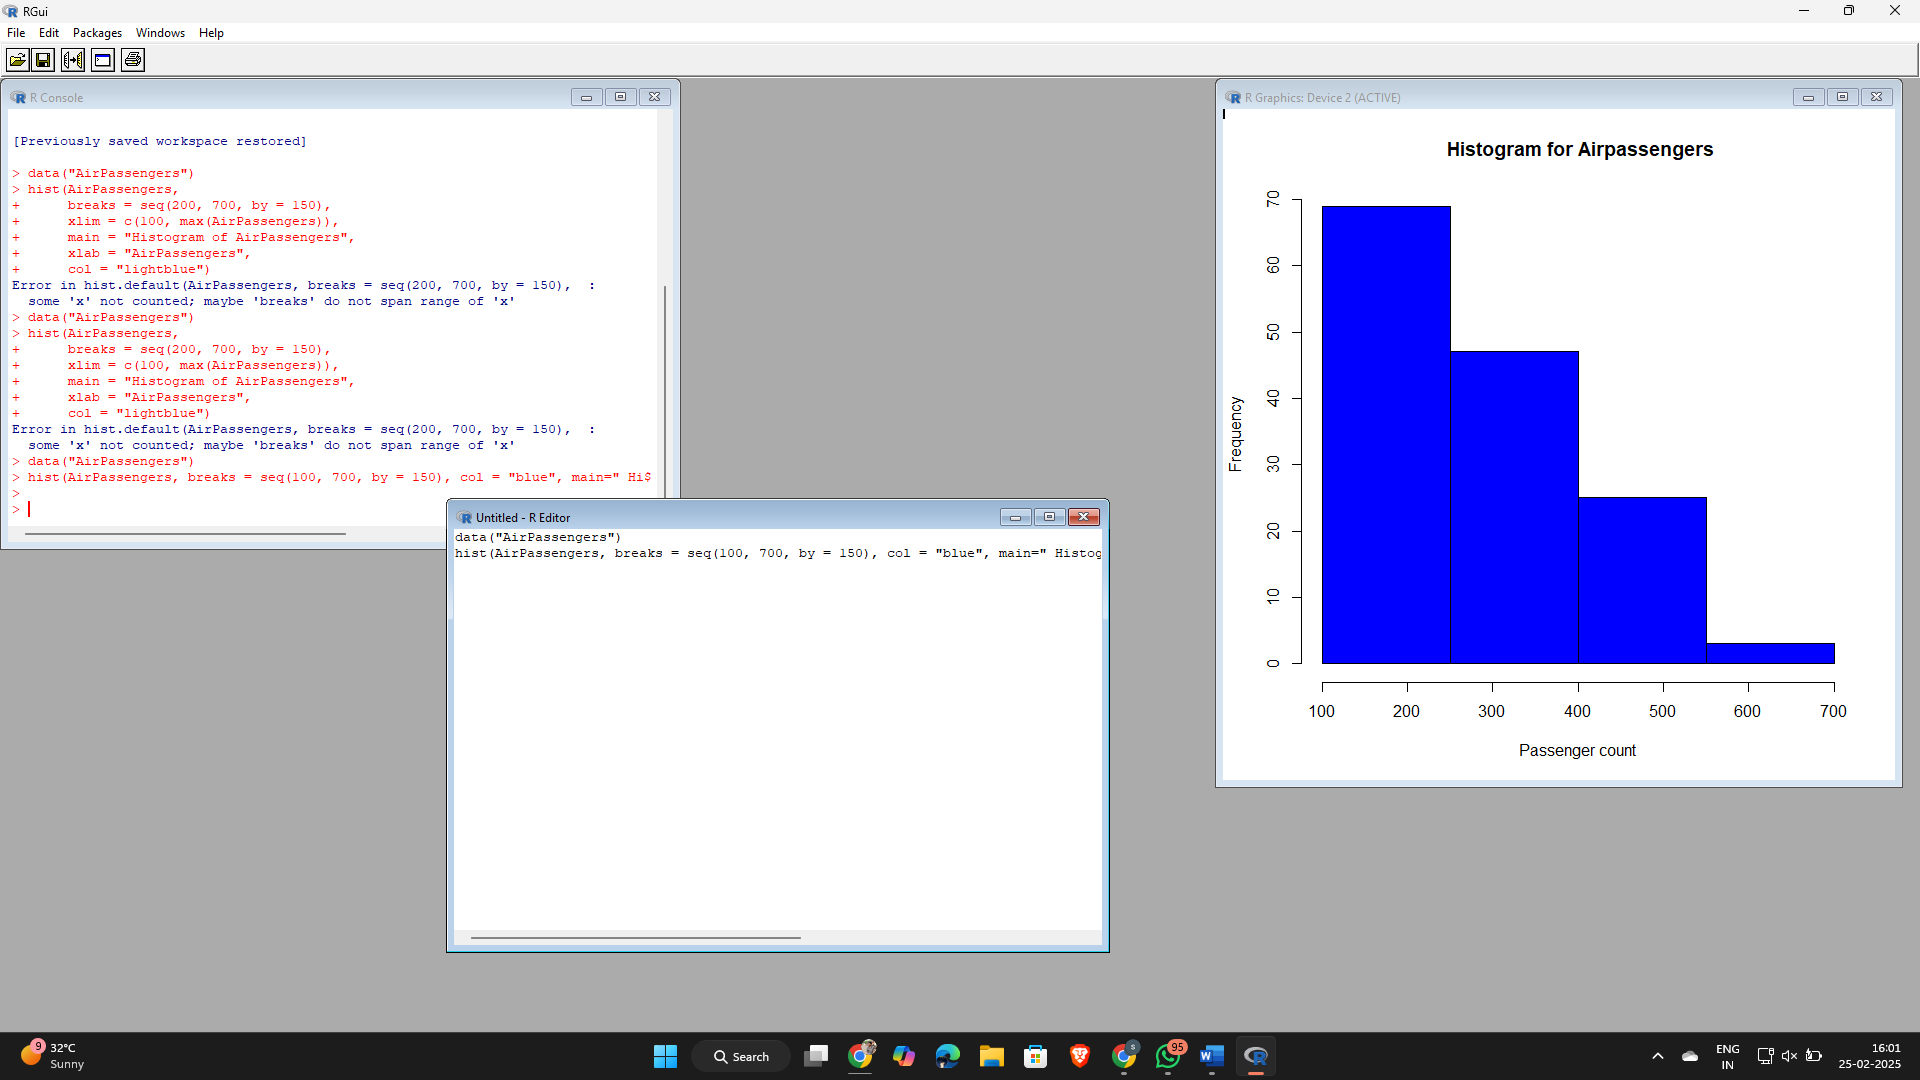 RGui
File Edit Packages Windows Help
R Console
[Previously saved workspace restored]
> data("AirPassengers")
> hist(AirPassengers,
+      breaks = seq(200, 700, by = 150),
+      xlim = c(100, max(AirPassengers)),
+      main = "Histogram of AirPassengers",
+      xlab = "AirPassengers",
+      col = "lightblue")
Error in hist.default(AirPassengers, breaks = seq(200, 700, by = 150),  :
  some 'x' not counted; maybe 'breaks' do not span range of 'x'
> data("AirPassengers")
> hist(AirPassengers,
+      breaks = seq(200, 700, by = 150),
+      xlim = c(100, max(AirPassengers)),
+      main = "Histogram of AirPassengers",
+      xlab = "AirPassengers",
+      col = "lightblue")
Error in hist.default(AirPassengers, breaks = seq(200, 700, by = 150),  :
  some 'x' not counted; maybe 'breaks' do not span range of 'x'
> data("AirPassengers")
> hist(AirPassengers, breaks = seq(100, 700, by = 150), col = "blue", main=" Hi$
>
>
Untitled - R Editor
data("AirPassengers")
hist(AirPassengers, breaks = seq(100, 700, by = 150), col = "blue", main=" Histog
R Graphics: Device 2 (ACTIVE)
Histogram for Airpassengers
70
60
50
40
30
20
10
0
Frequency
100 200 300 400 500 600 700
Passenger count
9
32°C
Sunny
Search
S
95
ENG
IN
16:01
25-02-2025